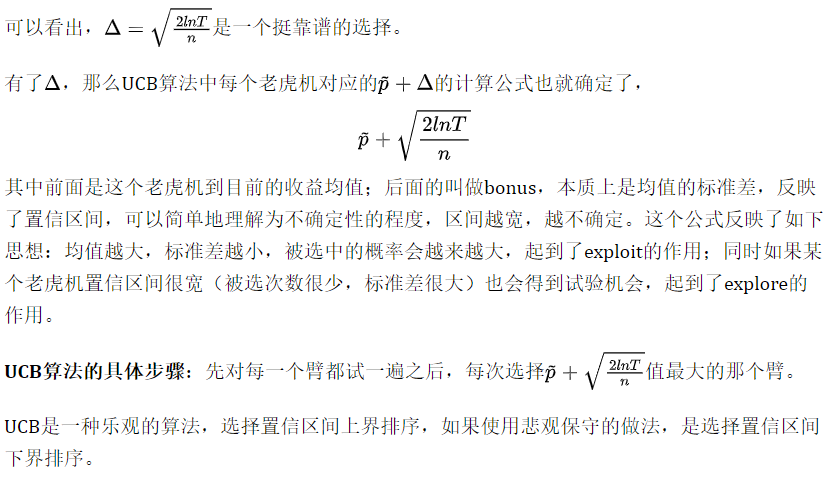 可以看出，Δ = √(2lnT/n)是一个挺靠谱的选择。
有了Δ，那么UCB算法中每个老虎机对应的p̃ + Δ的计算公式也就确定了，
p̃ + √(2lnT/n)
其中前面是这个老虎机到目前的收益均值；后面的叫做bonus，本质上是均值的标准差，反映
了置信区间，可以简单地理解为不确定性的程度，区间越宽，越不确定。这个公式反映了如下
思想：均值越大，标准差越小，被选中的概率会越来越大，起到了exploit的作用；同时如果某
个老虎机置信区间很宽（被选次数很少，标准差很大）也会得到试验机会，起到了explore的
作用。
UCB算法的具体步骤：先对每一个臂都试一遍之后，每次选择p̃ + √(2lnT/n)值最大的那个臂。
UCB是一种乐观的算法，选择置信区间上界排序，如果使用悲观保守的做法，是选择置信区间
下界排序。